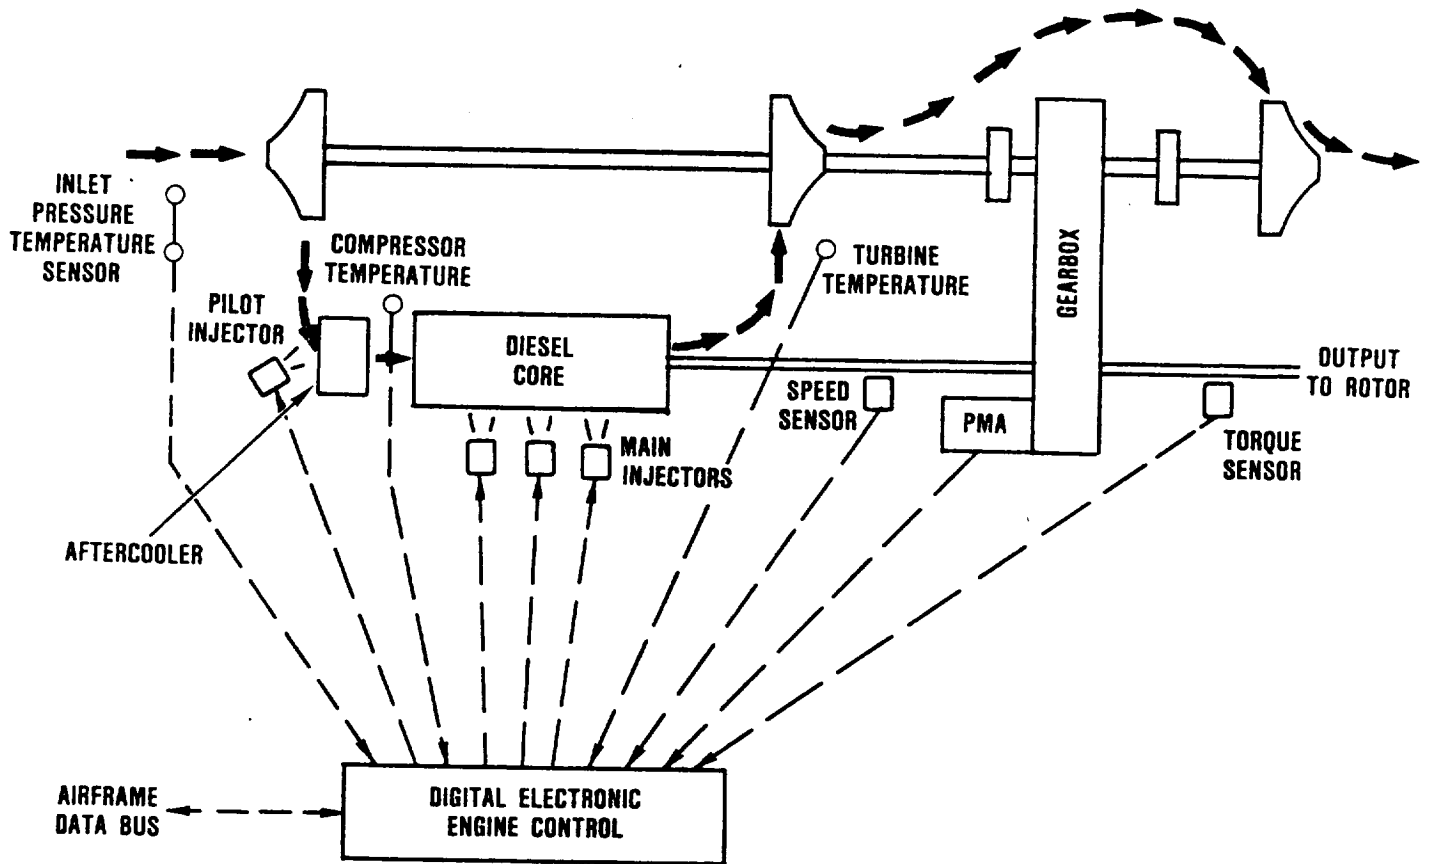 INLET
PRESSURE
TEMPERATURE
SENSOR
COMPRESSOR
TEMPERATURE
PILOT
INJECTOR
DIESEL
CORE
TURBINE
TEMPERATURE
GEARBOX
OUTPUT
TO ROTOR
SPEED
SENSOR
PMA
MAIN
INJECTORS
TORQUE
SENSOR
AFTERCOOLER
AIRFRAME
DATA BUS
DIGITAL ELECTRONIC
ENGINE CONTROL